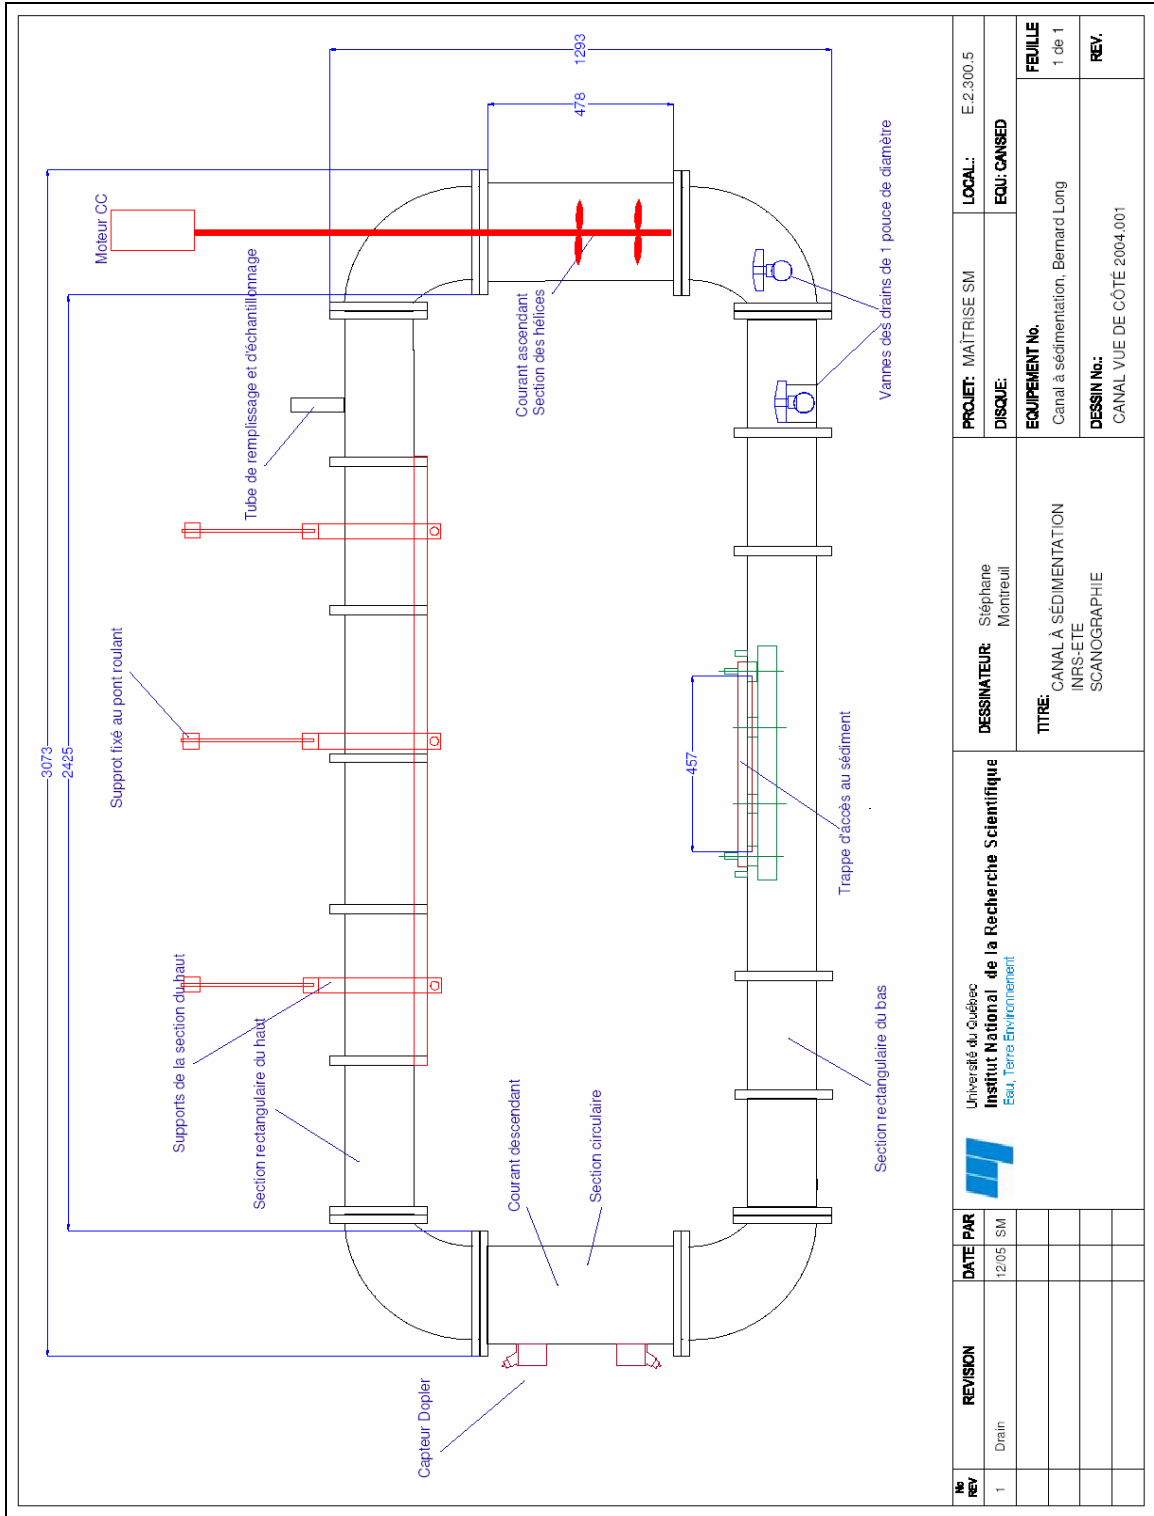 3073
2425
1293
478
457
Moteur CC
Tube de remplissage et d'échantillonnage
Supprot fixé au pont roulant
Supports de la section du haut
Section rectangulaire du haut
Courant ascendant
Section des hélices
Courant descendant
Section circulaire
Capteur Dopler
Vannes des drains de 1 pouce de diamètre
Trappe d'accès au sédiment
Section rectangulaire du bas
No REV
REVISION
DATE
PAR
1
Drain
12/05
SM
Université du Québec
Institut National de la Recherche Scientifique
Eau, Terre Environnement
DESSINATEUR: Stéphane
Montreuil
TITRE:
CANAL À SÉDIMENTATION
INRS-ETE
SCANOGRAPHIE
PROJET: MAÎTRISE SM
LOCAL.: E.2.300.5
DISQUE:
EQU: CANSED
EQUIPEMENT No.
Canal à sédimentation, Bernard Long
FEUILLE
1 de 1
DESSIN No.:
CANAL VUE DE CÔTÉ 2004.001
REV.